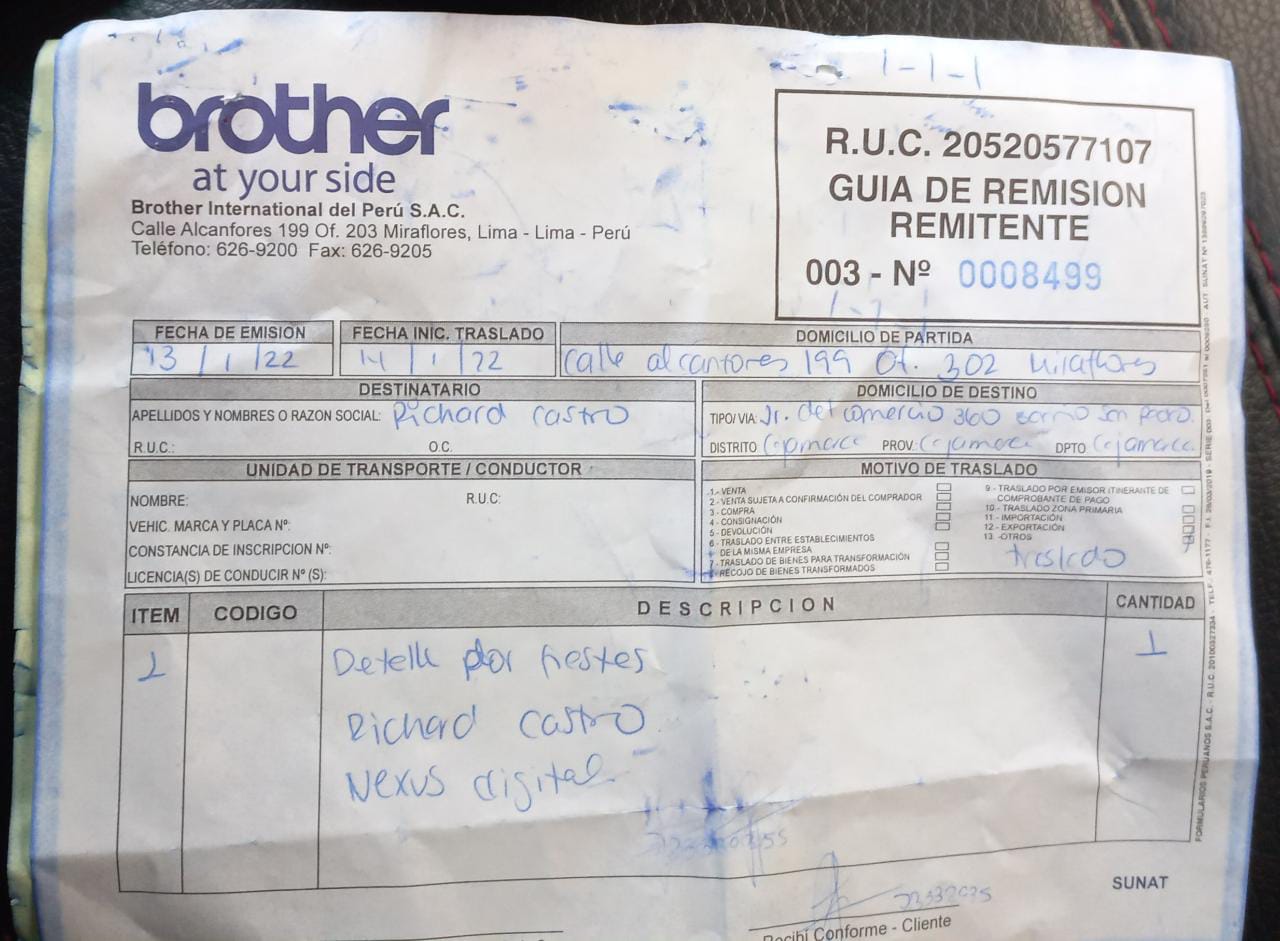 brother
at your side
Brother International del Perú S.A.C.
Calle Alcanfores 199 Of. 203 Miraflores, Lima - Lima - Perú
Teléfono: 626-9200 Fax: 626-9205
R.U.C. 20520577107
GUIA DE REMISION
REMITENTE
003 - Nº 0008499
FECHA DE EMISION
13 / 1 / 22
FECHA INIC. TRASLADO
14 / 1 / 22
DOMICILIO DE PARTIDA
Calle alcanfores 199 Of. 302 Miraflores
DESTINATARIO
APELLIDOS Y NOMBRES O RAZON SOCIAL: Richard Castro
R.U.C.: O.C.
DOMICILIO DE DESTINO
TIPO/ VIA: Jr. del comercio 360 barrio San Pedro.
DISTRITO Cajamarca PROV.: Cajamarca DPTO Cajamarca
UNIDAD DE TRANSPORTE / CONDUCTOR
NOMBRE: R.U.C:
VEHIC. MARCA Y PLACA Nº:
CONSTANCIA DE INSCRIPCION Nº:
LICENCIA(S) DE CONDUCIR Nº (S):
MOTIVO DE TRASLADO
1.- VENTA
2.- VENTA SUJETA A CONFIRMACIÓN DEL COMPRADOR
3 - COMPRA
4 - CONSIGNACIÓN
5 - DEVOLUCIÓN
6 - TRASLADO ENTRE ESTABLECIMIENTOS
DE LA MISMA EMPRESA
7 - TRASLADO DE BIENES PARA TRANSFORMACIÓN
- RECOJO DE BIENES TRANSFORMADOS
9 - TRASLADO POR EMISOR ITINERANTE DE
COMPROBANTE DE PAGO
10 - TRASLADO ZONA PRIMARIA
11 - IMPORTACIÓN
12 - EXPORTACIÓN
13 -OTROS
Traslado
ITEM CODIGO DESCRIPCION CANTIDAD
1 Detalle por fiestas 1
Richard Castro
Nexus digital
SUNAT
Recibí Conforme - Cliente